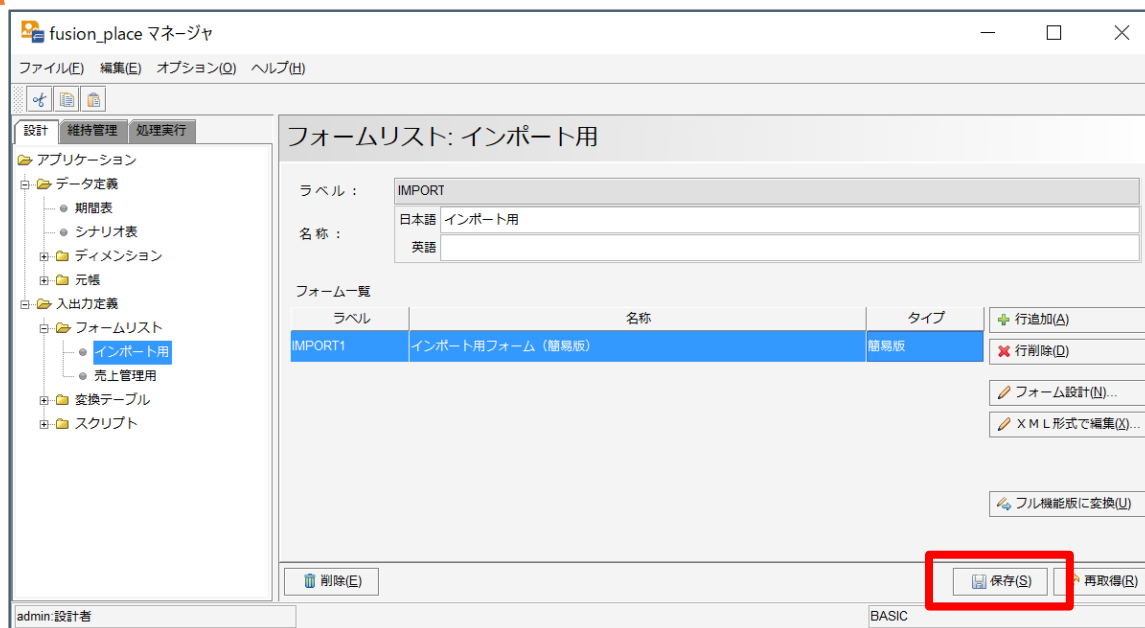 fusion_place マネージャ
ファイル(F) 編集(E) オプション(O) ヘルプ(H)
設計 維持管理 処理実行
アプリケーション
データ定義
期間表
シナリオ表
ディメンション
元帳
入出力定義
フォームリスト
インポート用
売上管理用
変換テーブル
スクリプト
フォームリスト: インポート用
ラベル : IMPORT
名称 :
日本語 インポート用
英語
フォーム一覧
ラベル 名称 タイプ
IMPORT1 インポート用フォーム（簡易版） 簡易版
行追加(A)
行削除(D)
フォーム設計(N)...
ＸＭＬ形式で編集(X)...
フル機能版に変換(U)
削除(E) 保存(S) 再取得(R)
admin:設計者 BASIC